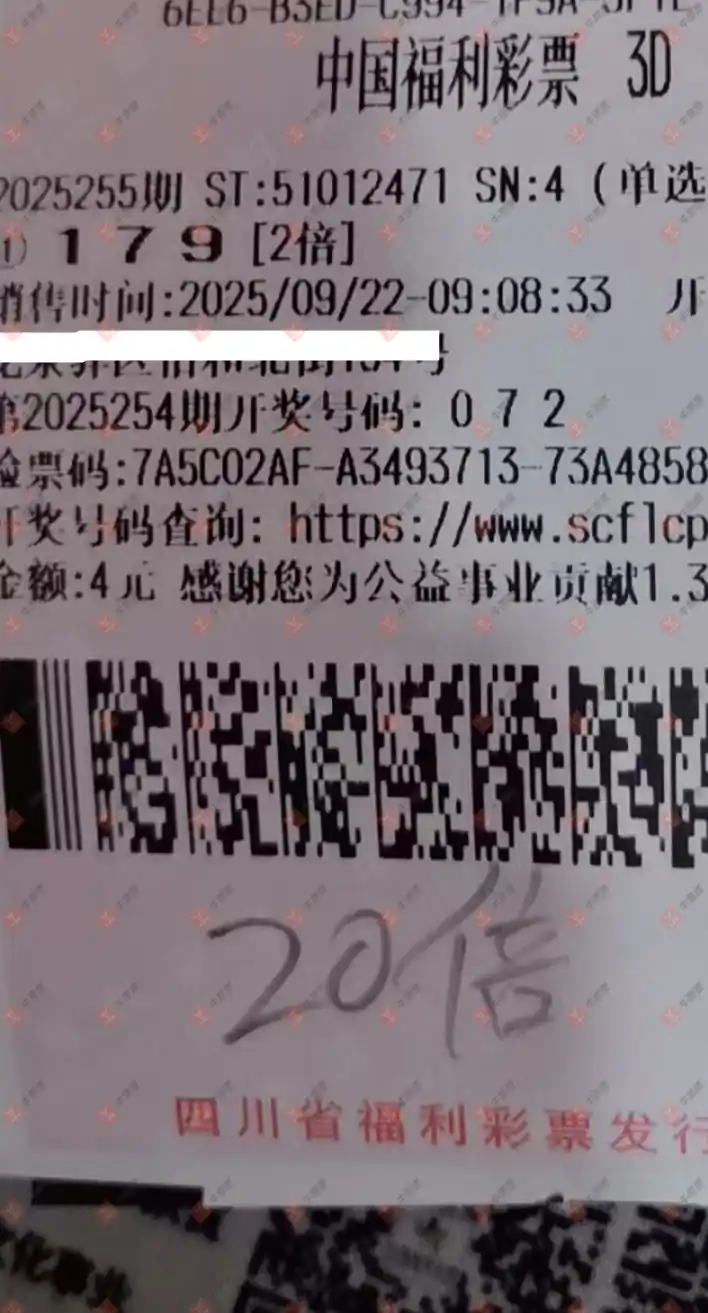 中国福利彩票 3D
2025255期 ST:51012471 SN:4 (单选
① 1 7 9 [2倍]
销售时间:2025/09/22-09:08:33 开
第2025254期开奖号码: 0 7 2
验票码:7A5C02AF-A3493713-73A4858
开奖号码查询: https://www.scflcp
金额:4元 感谢您为公益事业贡献1.3
20倍
四川省福利彩票发行